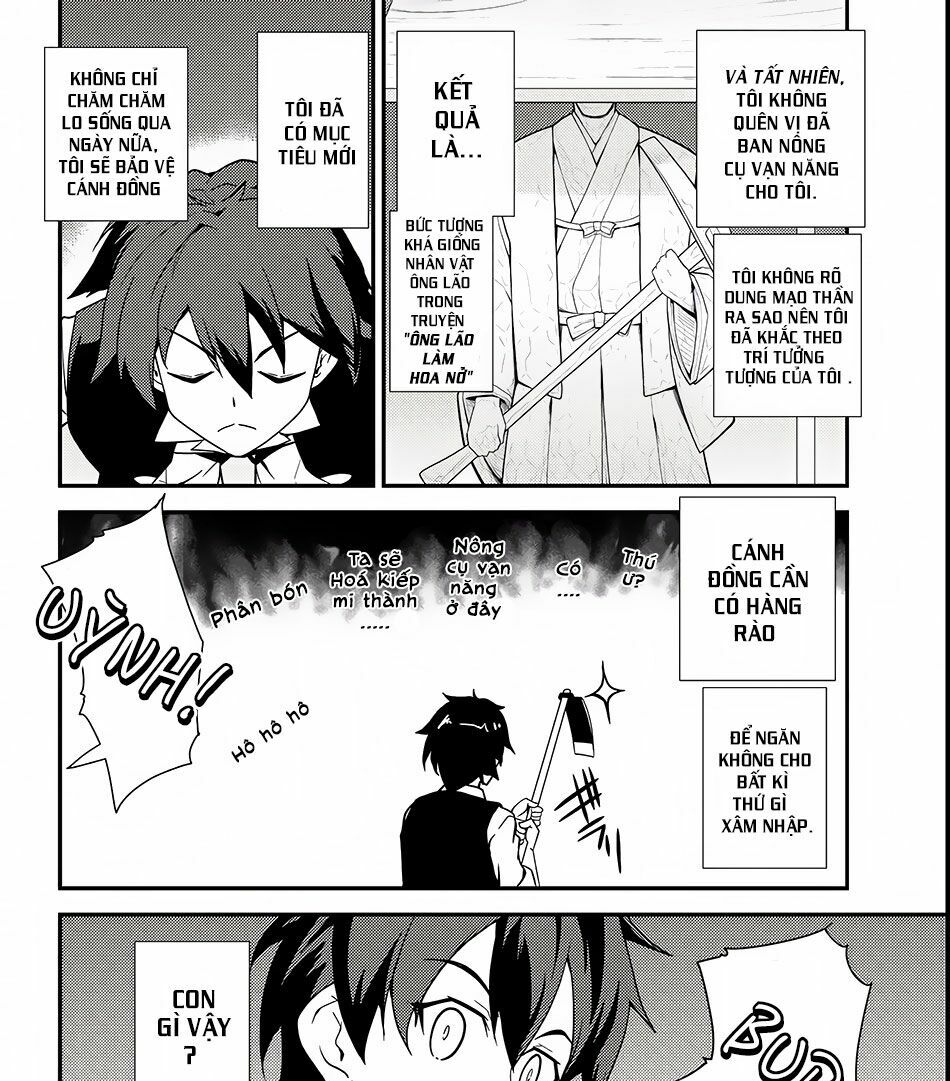 VÀ TẤT NHIÊN,
TÔI KHÔNG
QUÊN VỊ ĐÃ
BAN NÔNG
CỤ VẠN NĂNG
CHO TÔI.
TÔI KHÔNG RÕ
DUNG MẠO THẦN
RA SAO NÊN TÔI
ĐÃ KHẮC THEO
TRÍ TƯỞNG
TƯỢNG CỦA TÔI .
KẾT
QUẢ
LÀ...
BỨC TƯỢNG
KHÁ GIỐNG
NHÂN VẬT
ÔNG LÃO
TRONG
TRUYỆN
"ÔNG LÃO
LÀM
HOA NỞ"
TÔI ĐÃ
CÓ MỤC
TIÊU MỚI
KHÔNG CHỈ
CHĂM CHĂM
LO SỐNG QUA
NGÀY NỮA,
TÔI SẼ BẢO VỆ
CÁNH ĐỒNG
CÁNH
ĐỒNG CẦN
CÓ HÀNG
RÀO
ĐỂ NGĂN
KHÔNG CHO
BẤT KÌ
THỨ GÌ
XÂM NHẬP.
Thứ
ư?
Có
....
Nông
cụ vạn
năng
ở đây
Ta sẽ
Hoá kiếp
mi thành
.....
Phân bón
Hô hô hô
UỲNH!
BUP
CON
GÌ VẬY
?